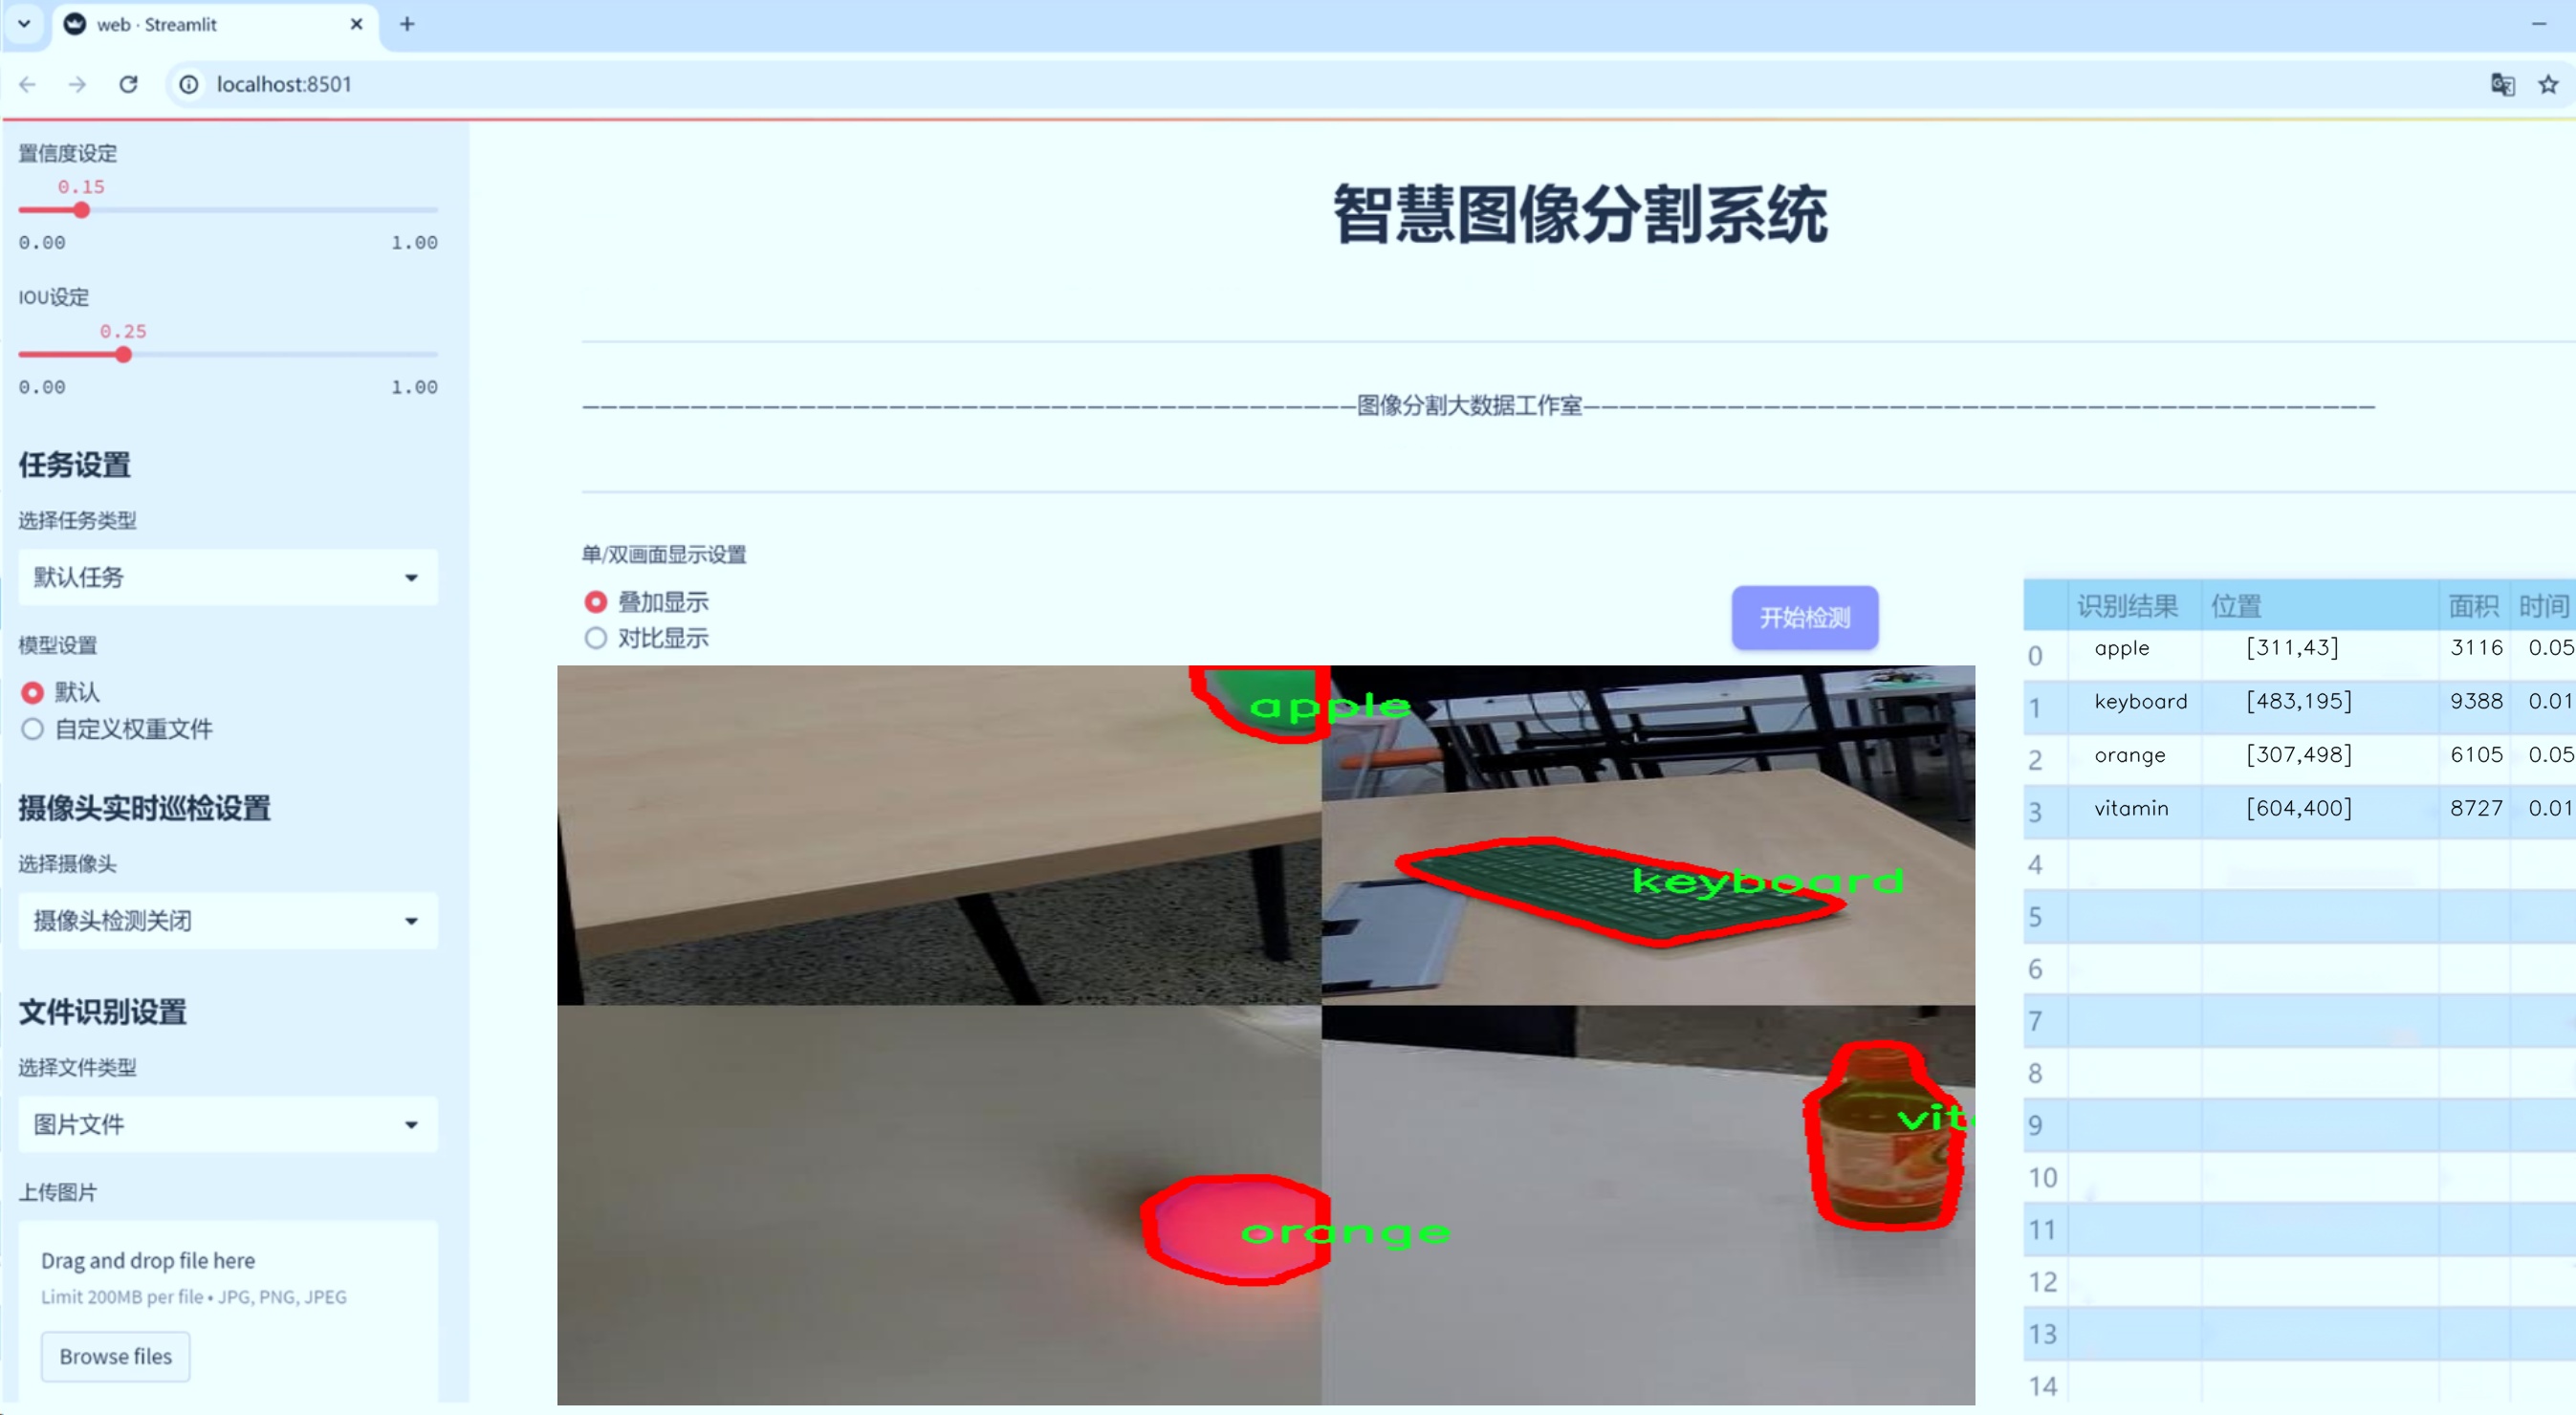 web · Streamlit
localhost:8501
置信度设定
0.15
0.00 1.00
IOU设定
0.25
0.00 1.00
任务设置
选择任务类型
默认任务
模型设置
默认
自定义权重文件
摄像头实时巡检设置
选择摄像头
摄像头检测关闭
文件识别设置
选择文件类型
图片文件
上传图片
Drag and drop file here
Limit 200MB per file • JPG, PNG, JPEG
Browse files
智慧图像分割系统
图像分割大数据工作室
单/双画面显示设置
叠加显示
对比显示
开始检测
apple
keyboard
orange
识别结果 位置 面积 时间
0 apple [311,43] 3116 0.05
1 keyboard [483,195] 9388 0.01
2 orange [307,498] 6105 0.05
3 vitamin [604,400] 8727 0.01
4
5
6
7
8
9
10
11
12
13
14